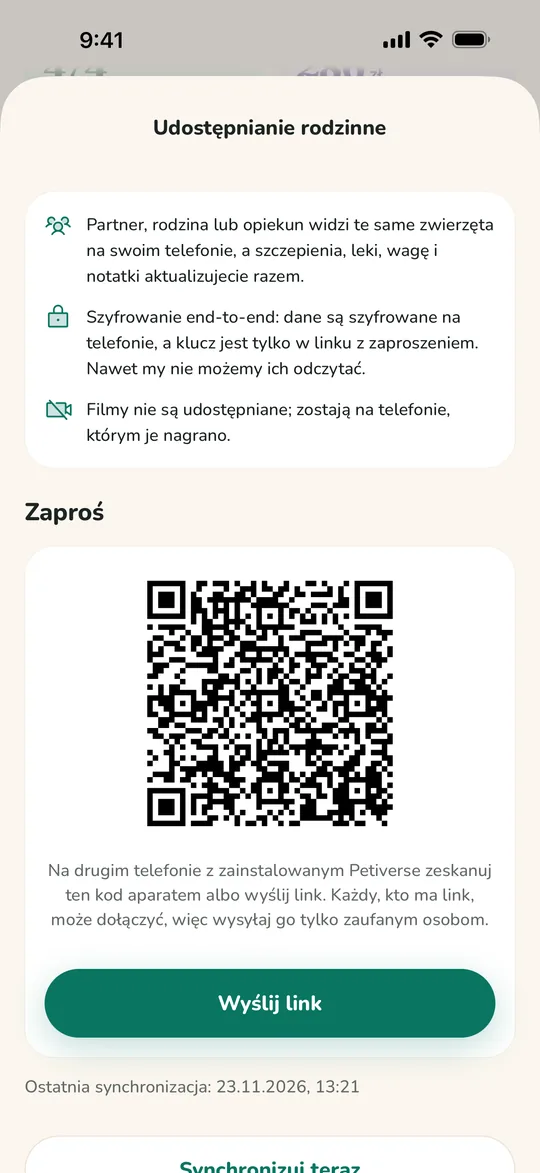 9:41
Udostępnianie rodzinne
Partner, rodzina lub opiekun widzi te same zwierzęta
na swoim telefonie, a szczepienia, leki, wagę i
notatki aktualizujecie razem.
Szyfrowanie end-to-end: dane są szyfrowane na
telefonie, a klucz jest tylko w linku z zaproszeniem.
Nawet my nie możemy ich odczytać.
Filmy nie są udostępniane; zostają na telefonie,
którym je nagrano.
Zaproś
Na drugim telefonie z zainstalowanym Petiverse zeskanuj
ten kod aparatem albo wyślij link. Każdy, kto ma link,
może dołączyć, więc wysyłaj go tylko zaufanym osobom.
Wyślij link
Ostatnia synchronizacja: 23.11.2026, 13:21
Synchronizuj teraz